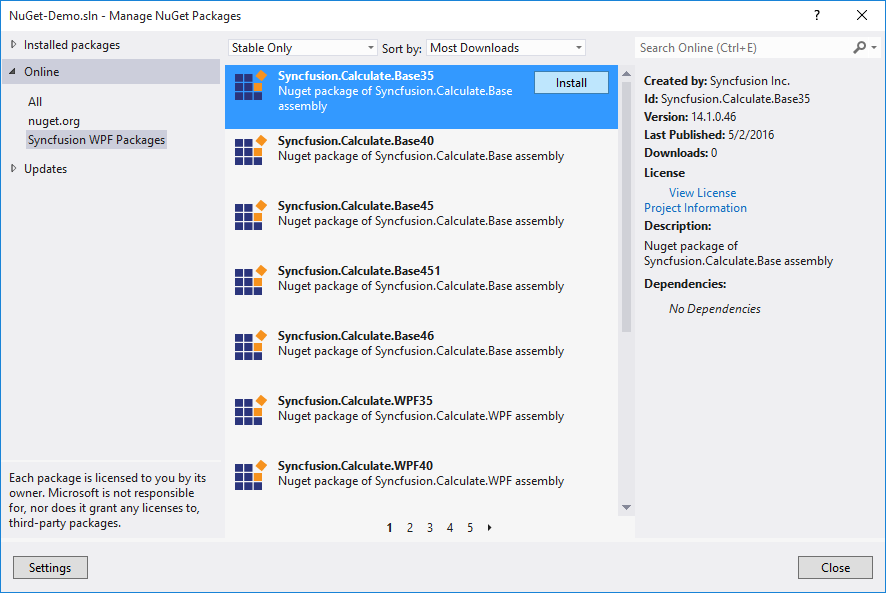 NuGet-Demo.sln - Manage NuGet Packages
?
Installed packages
Online
All
nuget.org
Syncfusion WPF Packages
Updates
Each package is licensed to you by its
owner. Microsoft is not responsible
for, nor does it grant any licenses to,
third-party packages.
Stable Only
Sort by: Most Downloads
Syncfusion.Calculate.Base35
Nuget package of Syncfusion.Calculate.Base
assembly
Install
Syncfusion.Calculate.Base40
Nuget package of Syncfusion.Calculate.Base assembly
Syncfusion.Calculate.Base45
Nuget package of Syncfusion.Calculate.Base assembly
Syncfusion.Calculate.Base451
Nuget package of Syncfusion.Calculate.Base assembly
Syncfusion.Calculate.Base46
Nuget package of Syncfusion.Calculate.Base assembly
Syncfusion.Calculate.WPF35
Nuget package of Syncfusion.Calculate.WPF assembly
Syncfusion.Calculate.WPF40
Nuget package of Syncfusion.Calculate.WPF assembly
1 2 3 4 5
Search Online (Ctrl+E)
Created by: Syncfusion Inc.
Id: Syncfusion.Calculate.Base35
Version: 14.1.0.46
Last Published: 5/2/2016
Downloads: 0
License
View License
Project Information
Description:
Nuget package of
Syncfusion.Calculate.Base assembly
Dependencies:
No Dependencies
Settings
Close